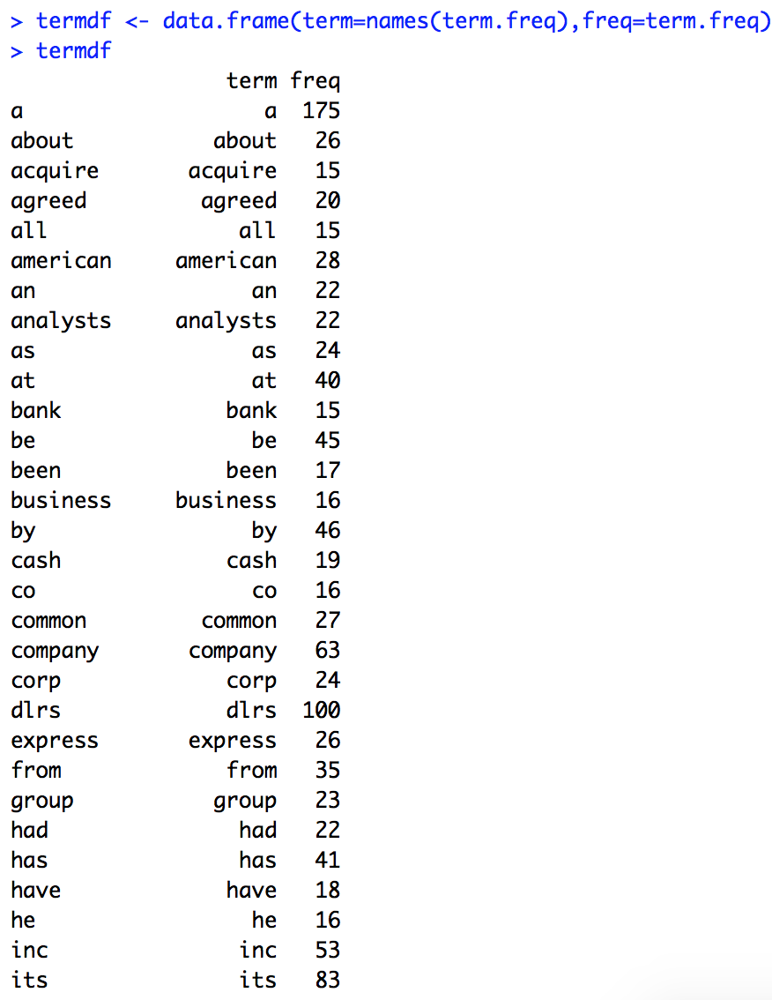 > termdf <- data.frame(term=names(term.freq),freq=term.freq)
> termdf
term freq
a a 175
about about 26
acquire acquire 15
agreed agreed 20
all all 15
american american 28
an an 22
analysts analysts 22
as as 24
at at 40
bank bank 15
be be 45
been been 17
business business 16
by by 46
cash cash 19
co co 16
common common 27
company company 63
corp corp 24
dlrs dlrs 100
express express 26
from from 35
group group 23
had had 22
has has 41
have have 18
he he 16
inc inc 53
its its 83